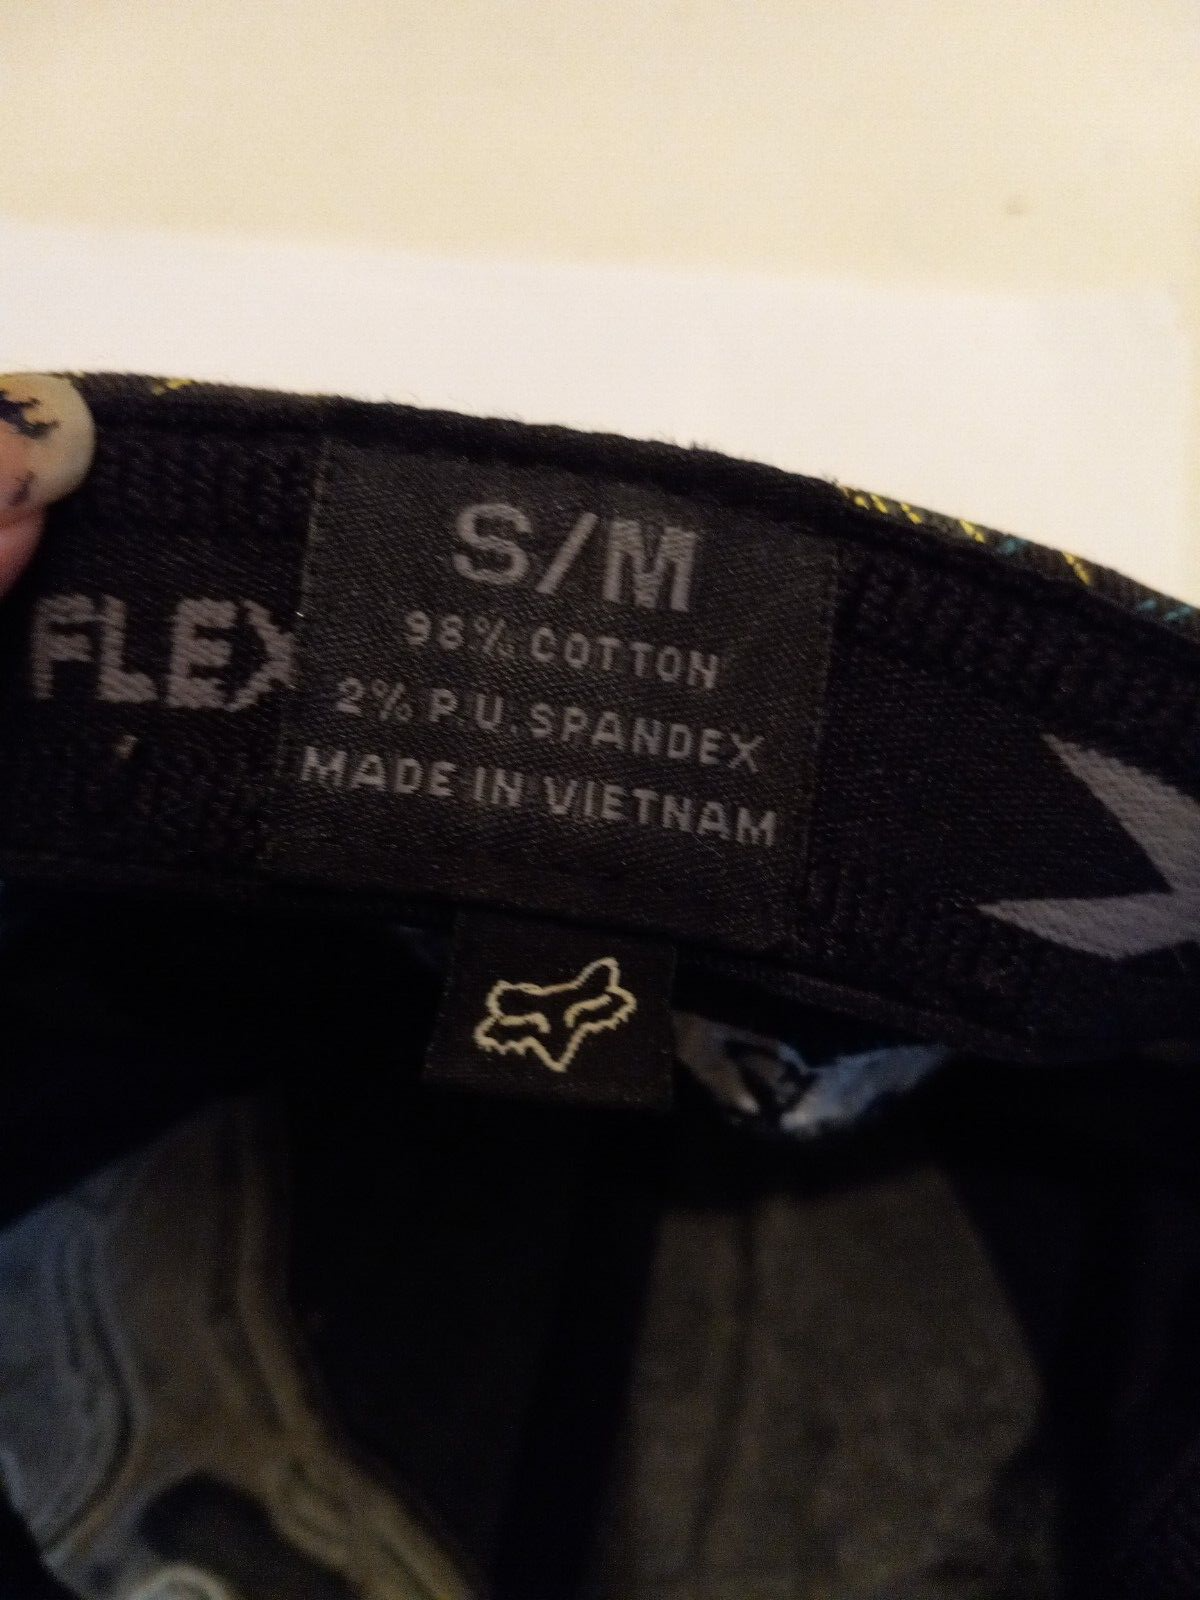 S/M
98% COTTON
2% P.U. SPANDEX
MADE IN VIETNAM
FLEX